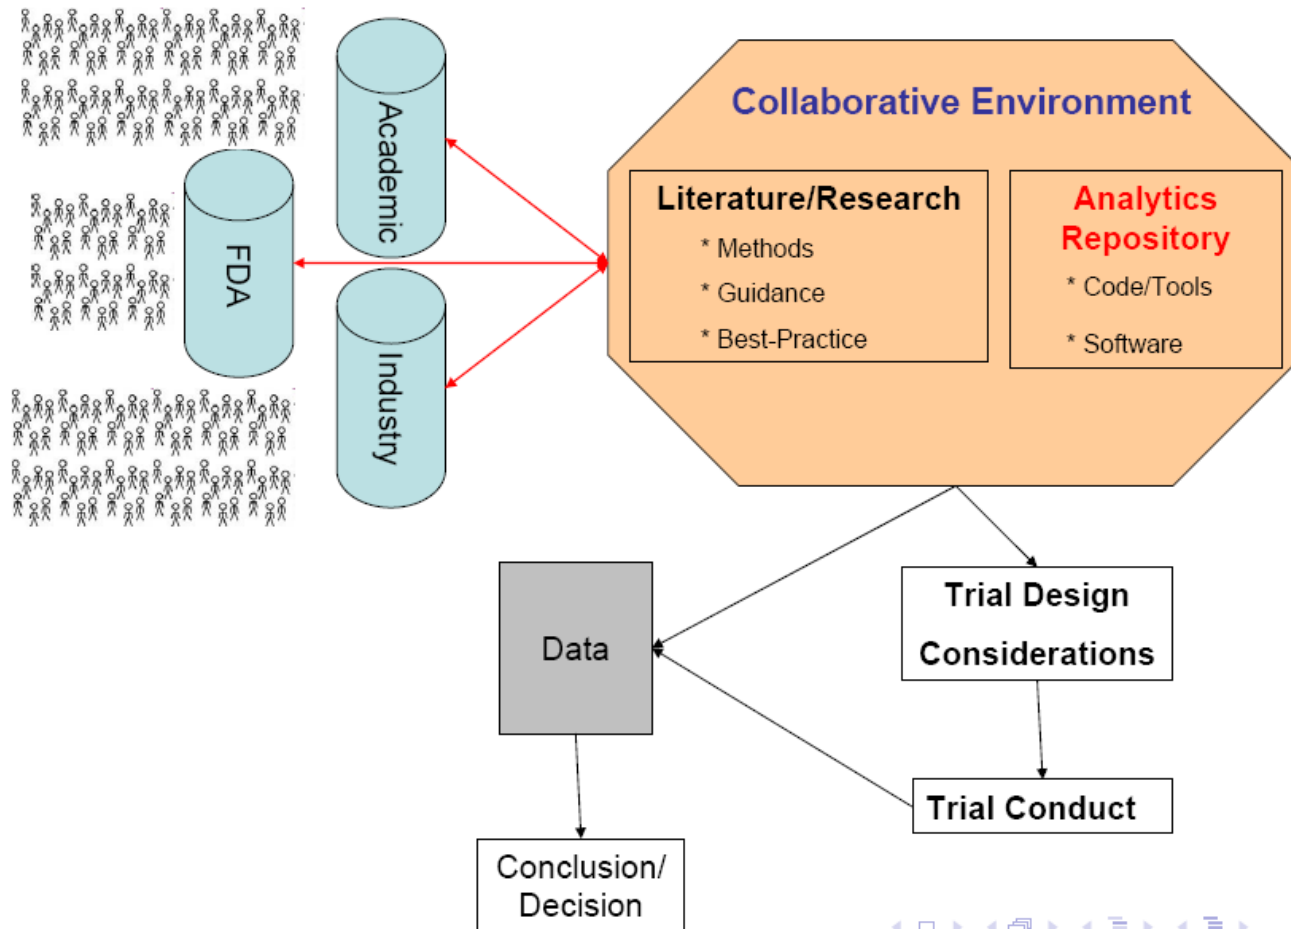 Academic
FDA
Industry
Collaborative Environment
Literature/Research
* Methods
* Guidance
* Best-Practice
Analytics
Repository
* Code/Tools
* Software
Data
Trial Design
Considerations
Trial Conduct
Conclusion/
Decision